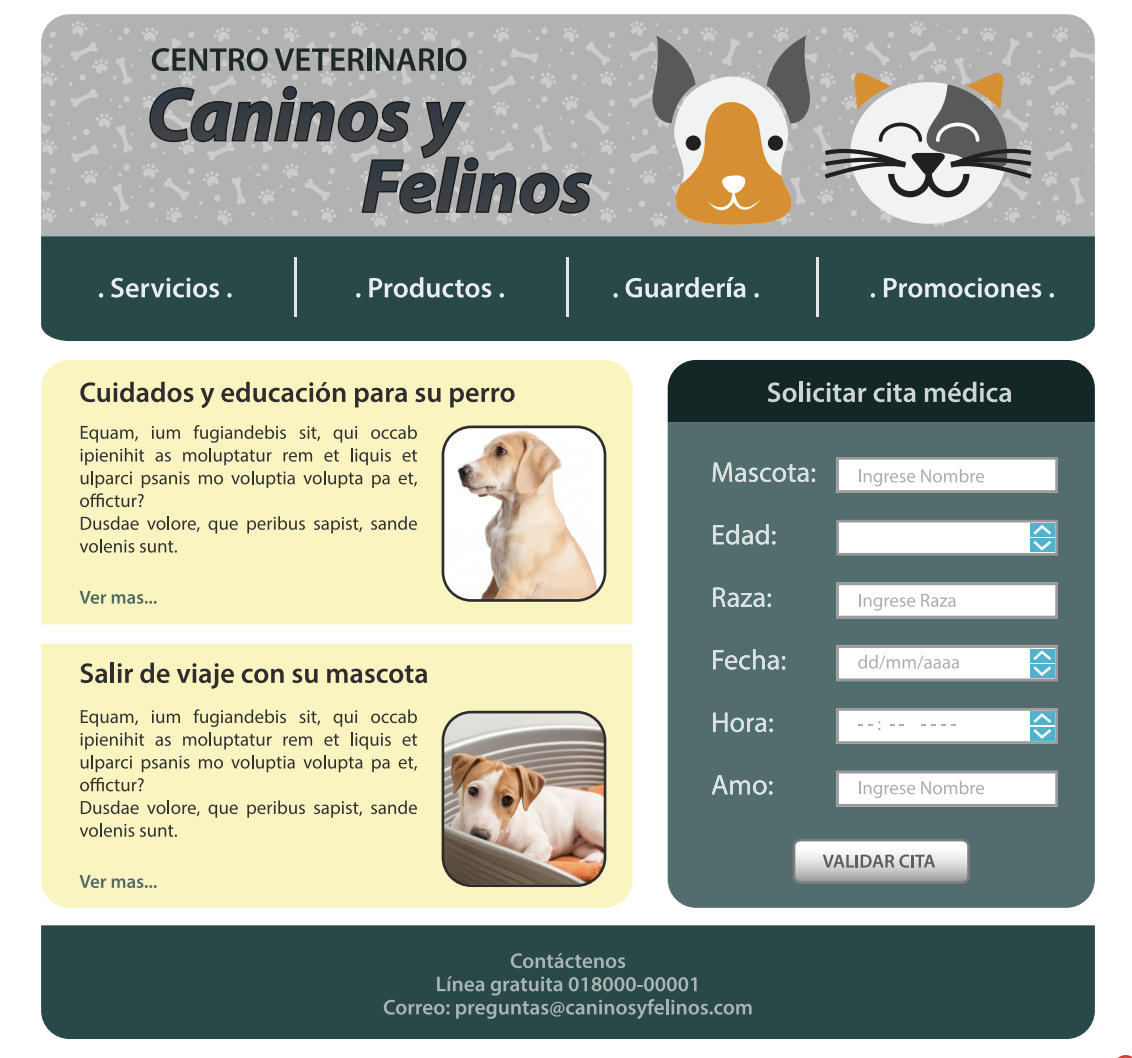 CENTRO VETERINARIO
Caninos y
Felinos
. Servicios .
. Productos .
. Guardería .
. Promociones .
Cuidados y educación para su perro
Equam, ium fugiandebis sit, qui occab
ipienihit as moluptatur rem et liquis et
ulparci psanis mo voluptia volupta pa et,
offictur?
Dusdae volore, que peribus sapist, sande
volenis sunt.
Ver mas...
Salir de viaje con su mascota
Equam, ium fugiandebis sit, qui occab
ipienihit as moluptatur rem et liquis et
ulparci psanis mo voluptia volupta pa et,
offictur?
Dusdae volore, que peribus sapist, sande
volenis sunt.
Ver mas...
Solicitar cita médica
Mascota: Ingrese Nombre
Edad:
Raza: Ingrese Raza
Fecha: dd/mm/aaaa
Hora: --:-- ----
Amo: Ingrese Nombre
VALIDAR CITA
Contáctenos
Línea gratuita 018000-00001
Correo: preguntas@caninosyfelinos.com